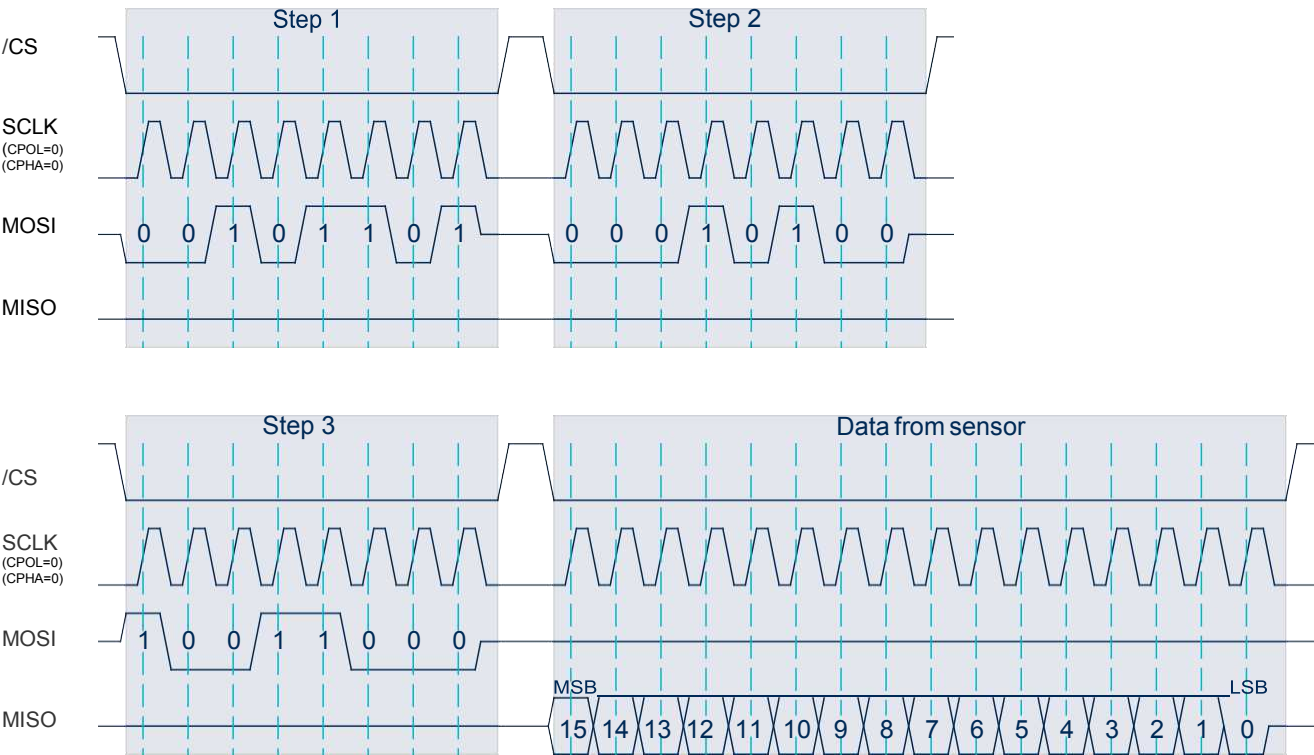 Step 1 Step 2
/CS
SCLK
(CPOL=0)
(CPHA=0)
MOSI 0 0 1 0 1 1 0 1 0 0 0 1 0 1 0 0
MISO
Step 3 Data from sensor
/CS
SCLK
(CPOL=0)
(CPHA=0)
MOSI 1 0 0 1 1 0 0 0
MSB LSB
MISO 15 14 13 12 11 10 9 8 7 6 5 4 3 2 1 0